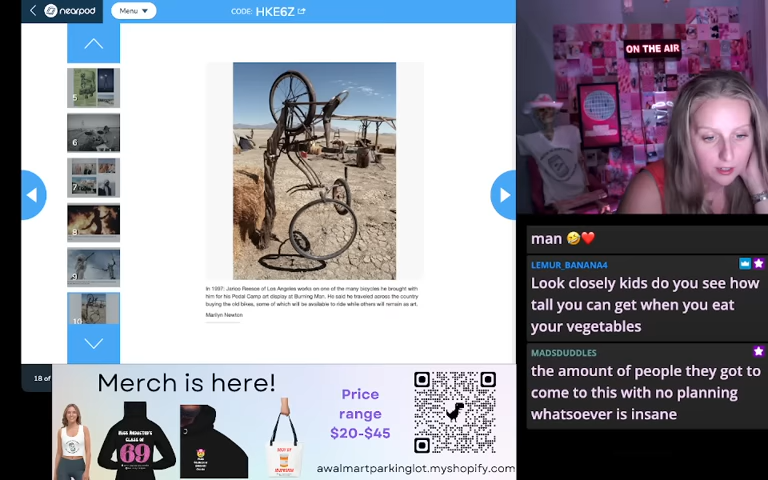 nearpod
Menu
CODE: HKE6Z
5
6
7
8
9
10
In 1997: Janice Reesce of Los Angeles works on one of the many bicycles he brought with
him for his Pedal Camp art display at Burning Man. He said he traveled across the country
buying the old bikes, some of which will be available to ride while others will remain as art.
Marilyn Newton
18 of
ON THE AIR
man 🤣❤️
LEMUR_BANANA4
Look closely kids do you see how
tall you can get when you eat
your vegetables
MADSDUDDLES
the amount of people they got to
come to this with no planning
whatsoever is insane
Merch is here!
CLASS OF
69
Price
range
$20-$45
awalmartparkinglot.myshopify.com